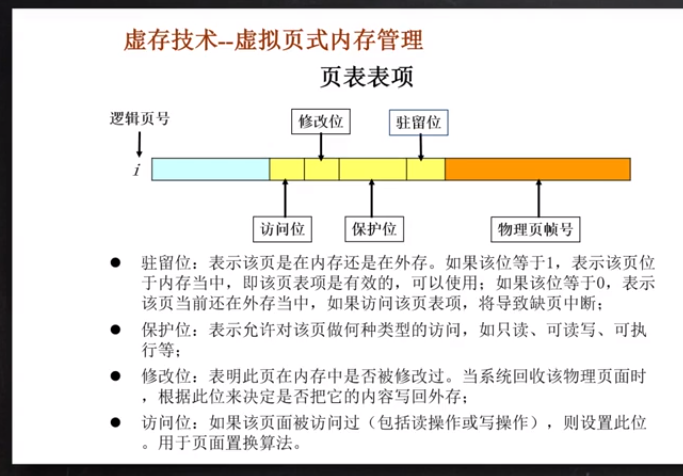 虚存技术--虚拟页式内存管理
页表表项
逻辑页号
修改位
驻留位
i
访问位
保护位
物理页帧号
● 驻留位：表示该页是在内存还是在外存。如果该位等于1，表示该页位
于内存当中，即该页表项是有效的，可以使用；如果该位等于0，表示
该页当前还在外存当中，如果访问该页表项，将导致缺页中断；
● 保护位：表示允许对该页做何种类型的访问，如只读、可读写、可执
行等；
● 修改位：表明此页在内存中是否被修改过。当系统回收该物理页面时
，根据此位来决定是否把它的内容写回外存；
● 访问位：如果该页面被访问过（包括读操作或写操作），则设置此位
。用于页面置换算法。